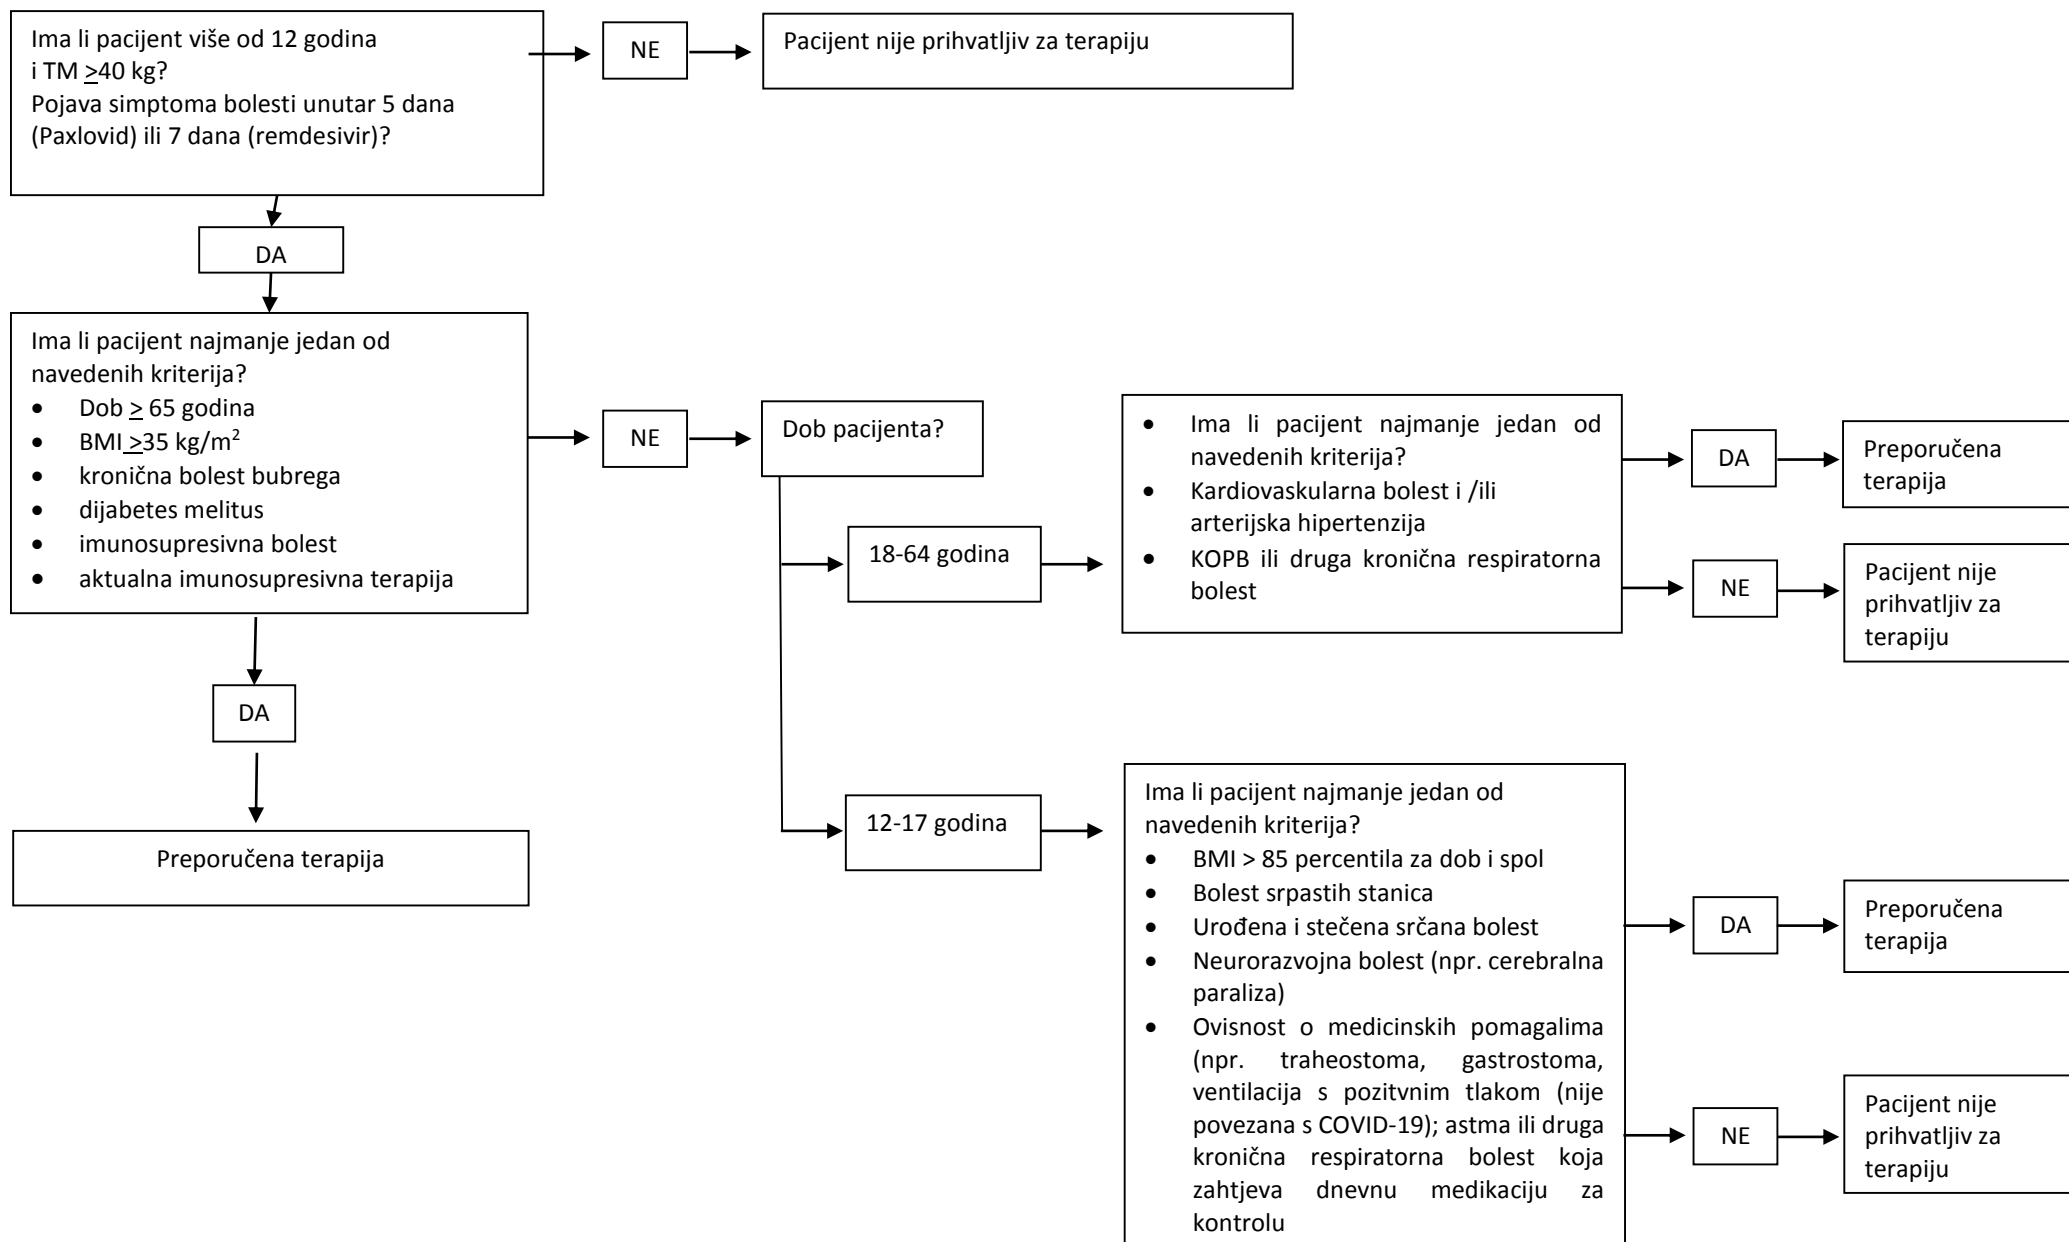 Ima li pacijent više od 12 godina
i TM ≥40 kg?
Pojava simptoma bolesti unutar 5 dana
(Paxlovid) ili 7 dana (remdesivir)?
NE
Pacijent nije prihvatljiv za terapiju
DA
Ima li pacijent najmanje jedan od
navedenih kriterija?
• Dob ≥ 65 godina
• BMI ≥35 kg/m²
• kronična bolest bubrega
• dijabetes melitus
• imunosupresivna bolest
• aktualna imunosupresivna terapija
NE
Dob pacijenta?
DA
Preporučena terapija
18-64 godina
• Ima li pacijent najmanje jedan od
navedenih kriterija?
• Kardiovaskularna bolest i /ili
arterijska hipertenzija
• KOPB ili druga kronična respiratorna
bolest
DA
Preporučena
terapija
NE
Pacijent nije
prihvatljiv za
terapiju
12-17 godina
Ima li pacijent najmanje jedan od
navedenih kriterija?
• BMI > 85 percentila za dob i spol
• Bolest srpastih stanica
• Urođena i stečena srčana bolest
• Neurorazvojna bolest (npr. cerebralna
paraliza)
• Ovisnost o medicinskih pomagalima
(npr. traheostoma, gastrostoma,
ventilacija s pozitvnim tlakom (nije
povezana s COVID-19); astma ili druga
kronična respiratorna bolest koja
zahtjeva dnevnu medikaciju za
kontrolu
DA
Preporučena
terapija
NE
Pacijent nije
prihvatljiv za
terapiju